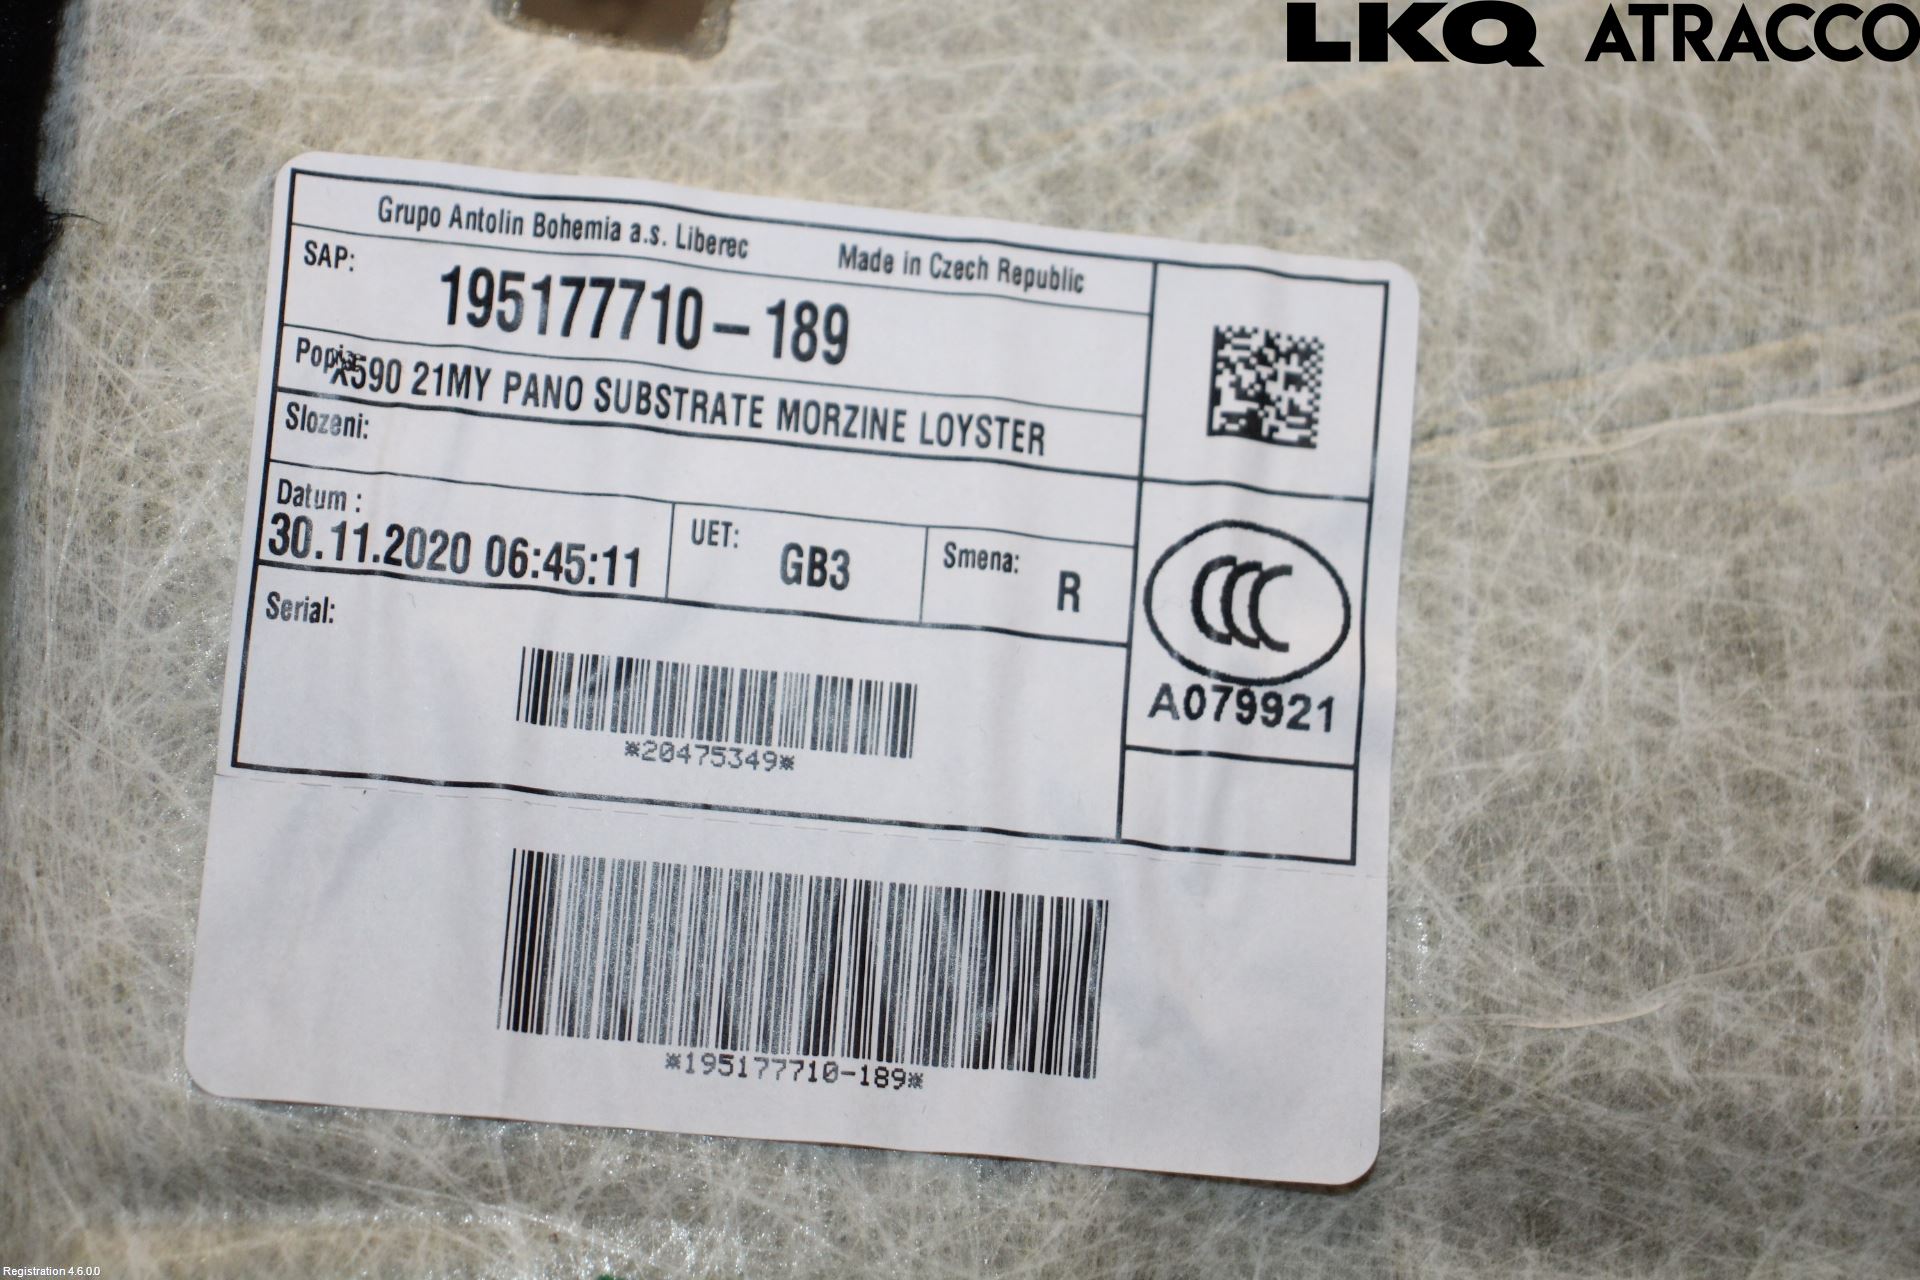 LKQ ATRACCO
Grupo Antolin Bohemia a.s. Liberec Made in Czech Republic
SAP:
195177710-189
X590 21MY PANO SUBSTRATE MORZINE LOYSTER
Slozeni:
Datum :
30.11.2020 06:45:11
UET:
GB3
Smena:
R
CCC
A079921
Serial:
*20475349*
*195177710-189*
Registration 4.6.0.0